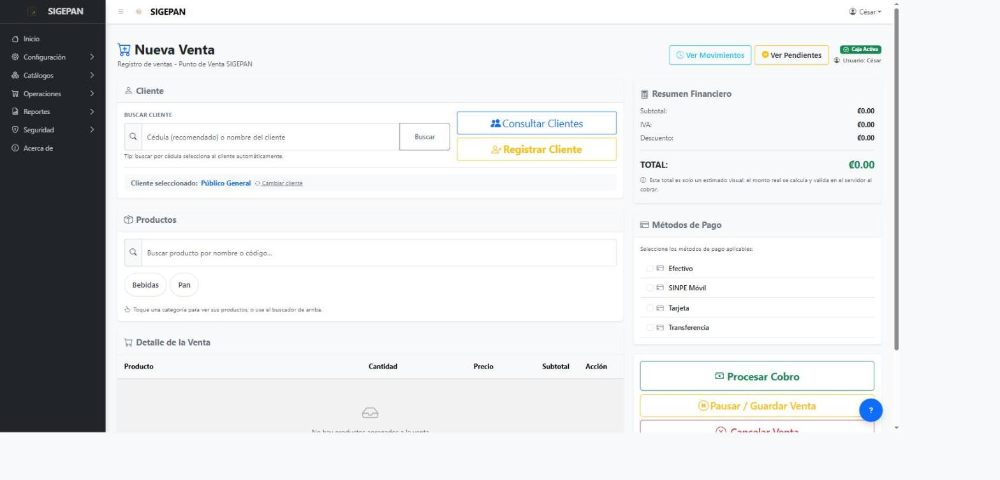 SIGEPAN
SIGEPAN
César
Inicio
Configuración
Catálogos
Operaciones
Reportes
Seguridad
Acerca de
Nueva Venta
Registro de ventas - Punto de Venta SIGEPAN
Ver Movimientos
Ver Pendientes
Caja Activa
Usuario: César
Cliente
BUSCAR CLIENTE
Cédula (recomendado) o nombre del cliente
Buscar
Tip: buscar por cédula selecciona al cliente automáticamente.
Consultar Clientes
Registrar Cliente
Cliente seleccionado: Público General Cambiar cliente
Productos
Buscar producto por nombre o código...
Bebidas Pan
Toque una categoría para ver sus productos, o use el buscador de arriba.
Detalle de la Venta
Producto Cantidad Precio Subtotal Acción
No hay productos agregados a la venta
Resumen Financiero
Subtotal: ₡0.00
IVA: ₡0.00
Descuento: ₡0.00
TOTAL: ₡0.00
Este total es solo un estimado visual: el monto real se calcula y valida en el servidor al
cobrar.
Métodos de Pago
Seleccione los métodos de pago aplicables:
Efectivo
SINPE Móvil
Tarjeta
Transferencia
Procesar Cobro
Pausar / Guardar Venta
?
Cancelar Venta